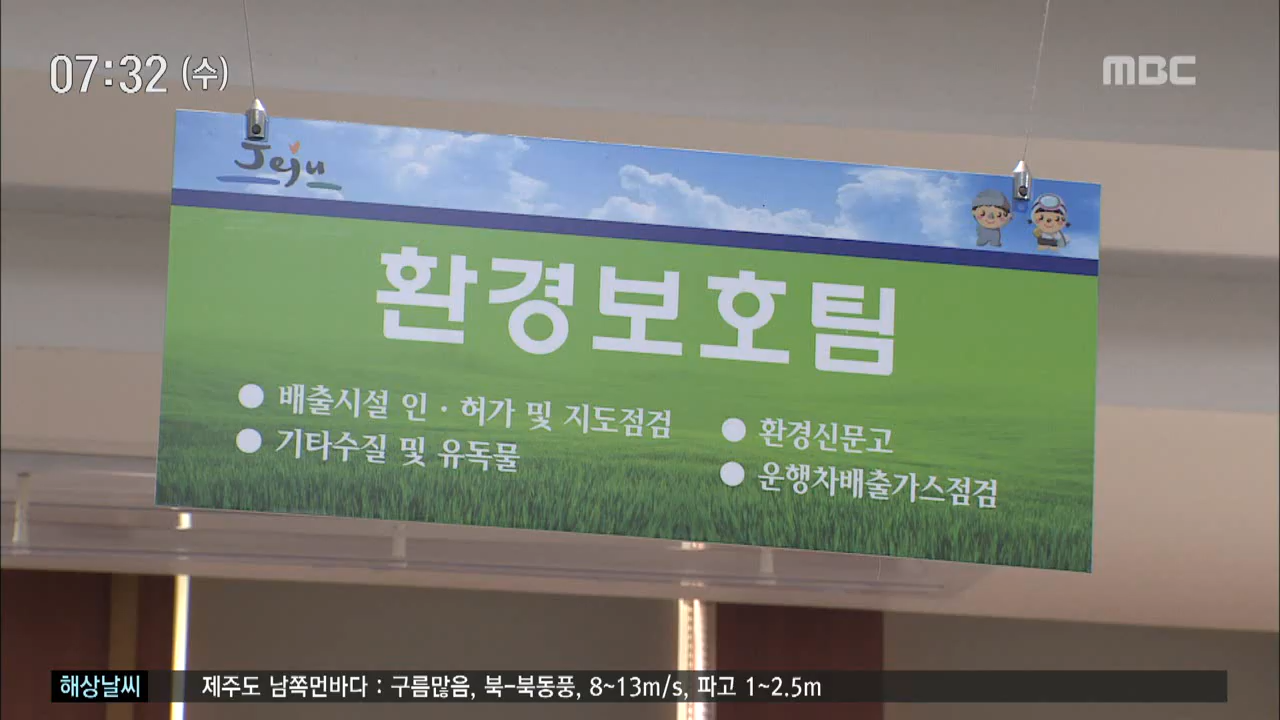 07:32 (수)
MBC
Jeju
환경보호팀
● 배출시설 인·허가 및 지도점검
● 기타수질 및 유독물
● 환경신문고
● 운행차배출가스점검
해상날씨 제주도 남쪽먼바다 : 구름많음, 북-북동풍, 8~13m/s, 파고 1~2.5m